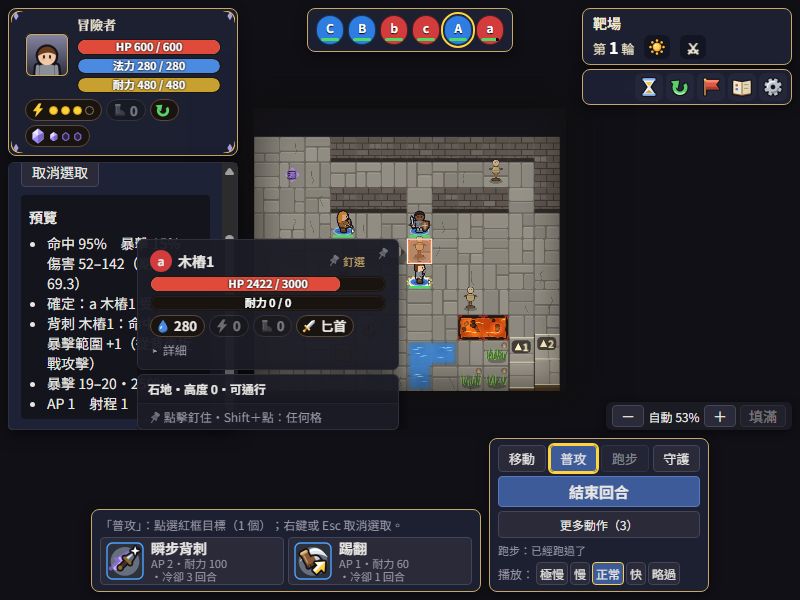 冒險者
HP 600 / 600
法力 280 / 280
耐力 480 / 480
0
C B b c A a
靶場
第 1 輪
取消選取
預覽
命中 95%
傷害 52–142
69.3)
確定：a 木樁1
背刺 木樁1：
暴擊範圍 +1
戰攻擊）
暴擊 19–20・2
AP 1 射程 1
a 木樁1
釘選
HP 2422 / 3000
耐力 0 / 0
280 0 0 匕首
詳細
石地・高度 0・可通行
點擊釘住・Shift＋點：任何格
▲1 ▲2
− 自動 53% + 填滿
移動 普攻 跑步 守護
結束回合
更多動作（3）
跑步：已經跑過了
播放： 極慢 慢 正常 快 略過
「普攻」：點選紅框目標（1 個）；右鍵或 Esc 取消選取。
瞬步背刺
AP 2・耐力 100
・冷卻 3 回合
踢翻
AP 1・耐力 60
・冷卻 1 回合